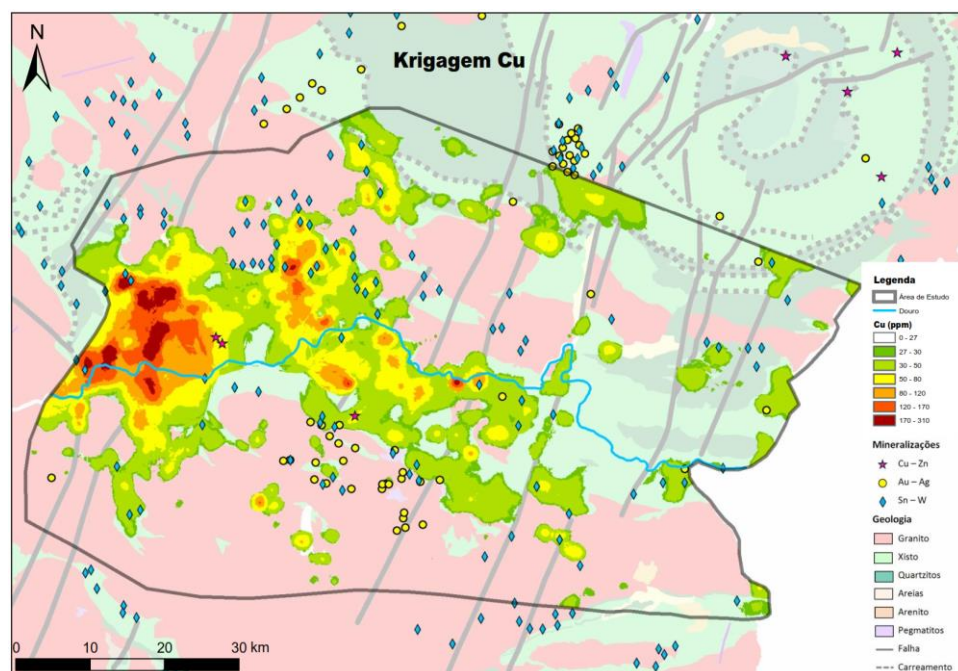 N
Krigagem Cu
Legenda
Área de Estudo
Douro
Cu (ppm)
0 - 27
27 - 30
30 - 50
50 - 80
80 - 120
120 - 170
170 - 310
Mineralizações
Cu – Zn
Au – Ag
Sn – W
Geologia
Granito
Xisto
Quartzitos
Areias
Arenito
Pegmatitos
Falha
Carreamento
0 10 20 30 km